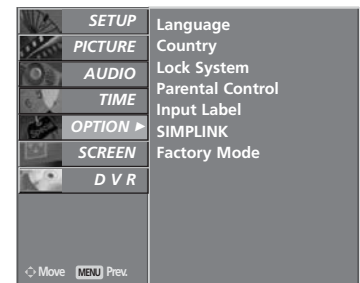 SETUP
PICTURE
AUDIO
TIME
OPTION ►
SCREEN
D V R
Move MENU Prev.
Language
Country
Lock System
Parental Control
Input Label
SIMPLINK
Factory Mode